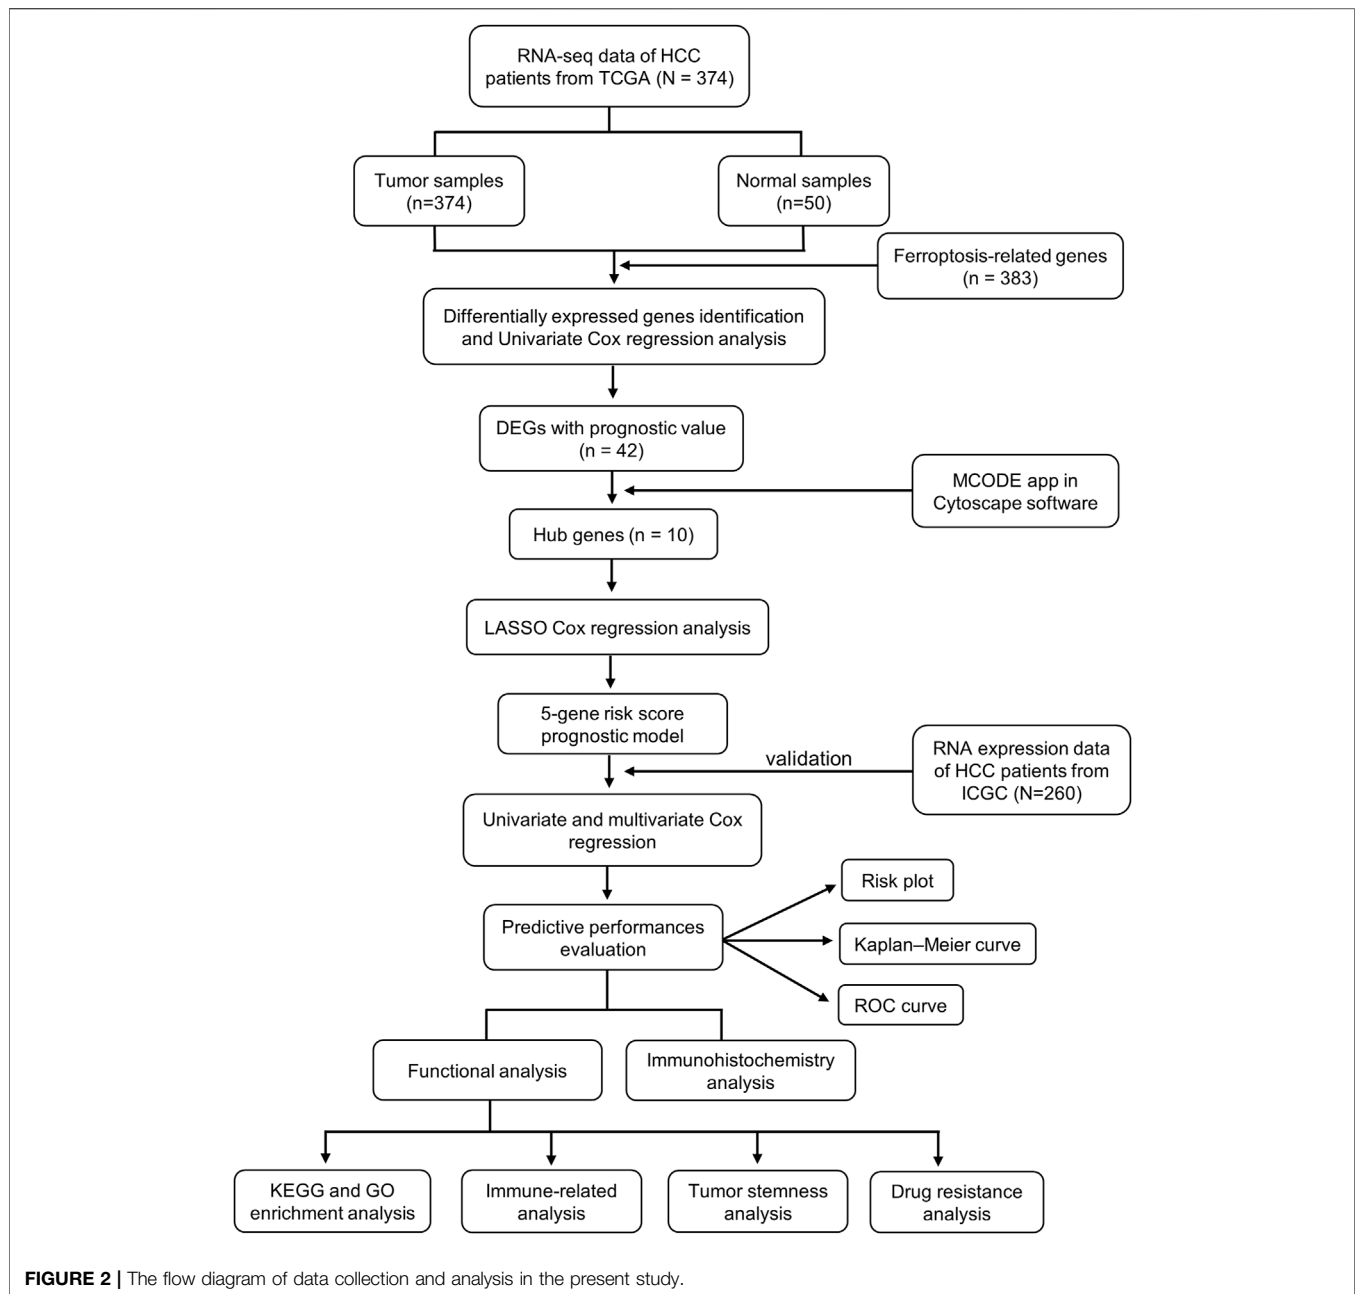 RNA-seq data of HCC
patients from TCGA (N = 374)
Tumor samples
(n=374)
Normal samples
(n=50)
Ferroptosis-related genes
(n = 383)
Differentially expressed genes identification
and Univariate Cox regression analysis
DEGs with prognostic value
(n = 42)
MCODE app in
Cytoscape software
Hub genes (n = 10)
LASSO Cox regression analysis
5-gene risk score
prognostic model
validation
RNA expression data
of HCC patients from
ICGC (N=260)
Univariate and multivariate Cox
regression
Predictive performances
evaluation
Risk plot
Kaplan–Meier curve
ROC curve
Functional analysis
Immunohistochemistry
analysis
KEGG and GO
enrichment analysis
Immune-related
analysis
Tumor stemness
analysis
Drug resistance
analysis
FIGURE 2 | The flow diagram of data collection and analysis in the present study.